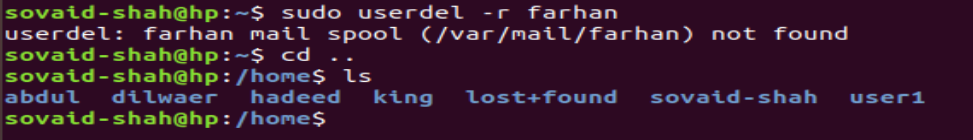 sovaid-shah@hp:~$ sudo userdel -r farhan
userdel: farhan mail spool (/var/mail/farhan) not found
sovaid-shah@hp:~$ cd ..
sovaid-shah@hp:/home$ ls
abdul dilwaer hadeed king lost+found sovaid-shah user1
sovaid-shah@hp:/home$